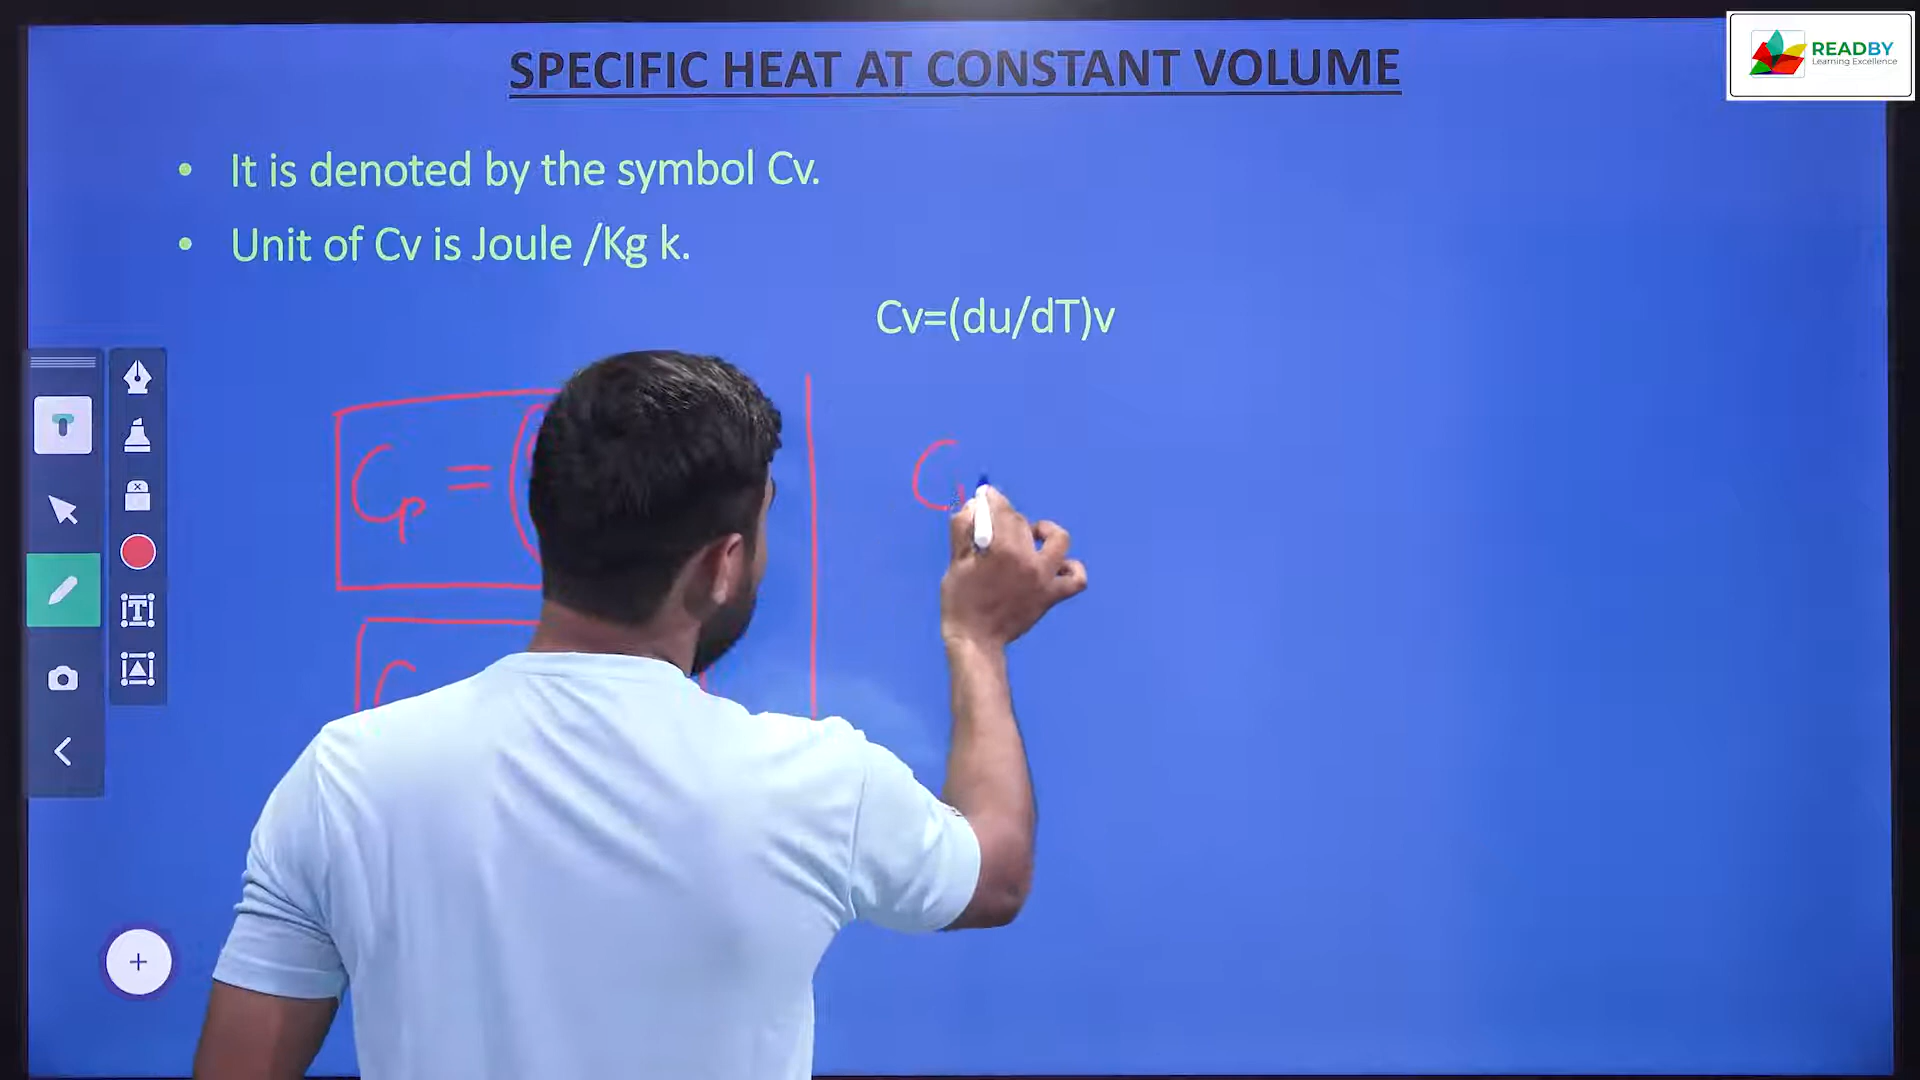 SPECIFIC HEAT AT CONSTANT VOLUME
READBY
Learning Excellence
• It is denoted by the symbol Cv.
• Unit of Cv is Joule /Kg k.
Cv=(du/dT)v
Cp = (
C
C